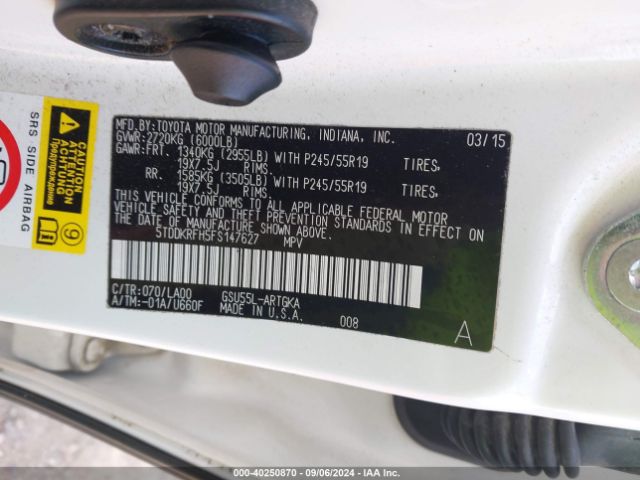 MFD.BY:TOYOTA MOTOR MANUFACTURING, INDIANA, INC. 03/15
GVWR:2720KG (6000LB)
GAWR:FRT. 1340KG (2955LB) WITH P245/55R19 TIRES,
19X7.5J RIMS.
RR. 1585KG (3505LB) WITH P245/55R19 TIRES,
19X7.5J RIMS
THIS VEHICLE CONFORMS TO ALL APPLICABLE FEDERAL MOTOR
VEHICLE SAFETY AND THEFT PREVENTION STANDARDS IN EFFECT ON
THE DATE OF MANUFACTURE SHOWN ABOVE.
5TDDKRFH5FS147627 MPV
C/TR:070/LA00 GSU55L-ARTGKA
A/TM:-01A/U660F MADE IN U.S.A. 008
A
SRS SIDE AIRBAG
CAUTION
ATTENTION
ACHTUNG
Предупреждение
9
000-40250870 - 09/06/2024 - IAA Inc.